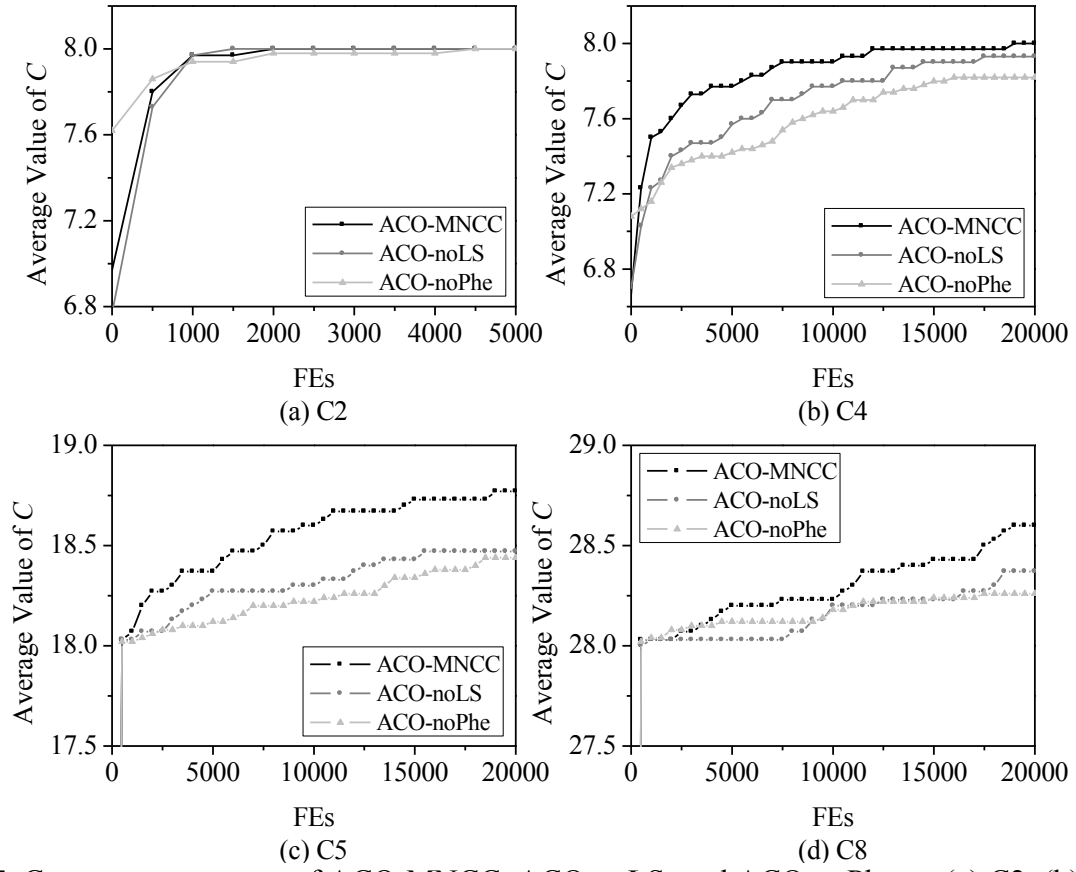 8.0
7.6
7.2
6.8
Average Value of C
ACO-MNCC
ACO-noLS
ACO-noPhe
0 1000 2000 3000 4000 5000
FEs
(a) C2
8.0
7.6
7.2
6.8
Average Value of C
ACO-MNCC
ACO-noLS
ACO-noPhe
0 5000 10000 15000 20000
FEs
(b) C4
19.0
18.5
18.0
17.5
Average Value of C
ACO-MNCC
ACO-noLS
ACO-noPhe
0 5000 10000 15000 20000
FEs
(c) C5
29.0
28.5
28.0
27.5
Average Value of C
ACO-MNCC
ACO-noLS
ACO-noPhe
0 5000 10000 15000 20000
FEs
(d) C8